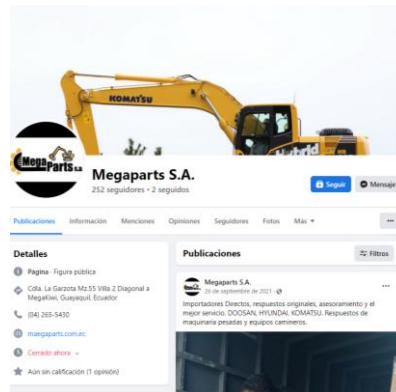 KOMATSU
Hybrid
MegaParts S.A
Megaparts S.A.
252 seguidores • 2 seguidos
Seguir
Mensaje
Publicaciones Información Menciones Opiniones Seguidores Fotos Más
Detalles
Página · Figura pública
Cdla. La Garzota Mz.55 Villa 2 Diagonal a
MegaKiwi, Guayaquil, Ecuador
(04) 265-5430
maegaparts.com.ec
Cerrado ahora
Aún sin calificación (1 opinión)
Publicaciones
Filtros
Megaparts S.A.
26 de septiembre de 2021
Importadores Directos, respuestos originales, asesoramiento y el
mejor servicio. DOOSAN, HYUNDAI, KOMATSU. Respuestos de
maquinaria pesadas y equipos camineros.